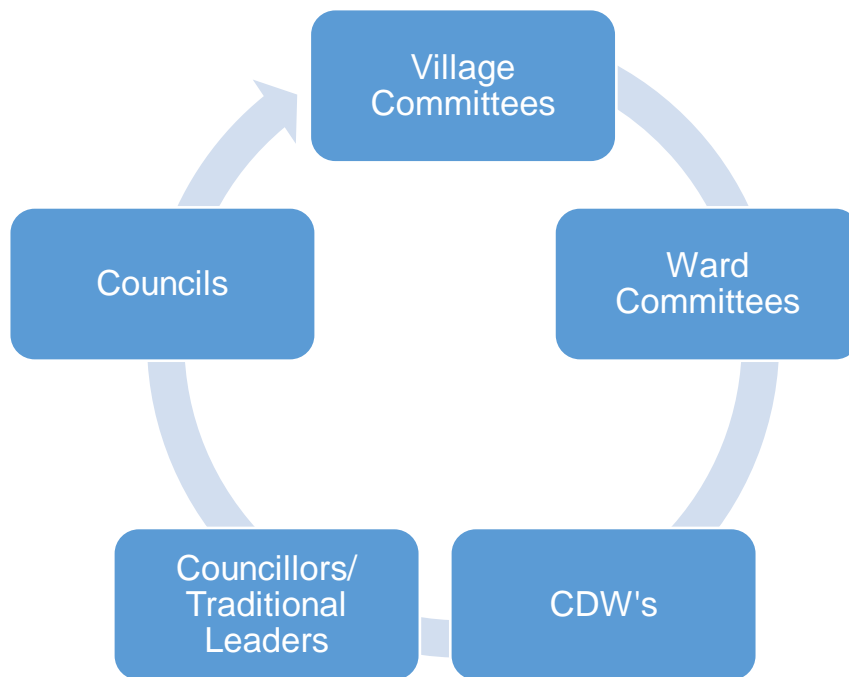 Village
Committees
Ward
Committees
CDW's
Councillors/
Traditional
Leaders
Councils